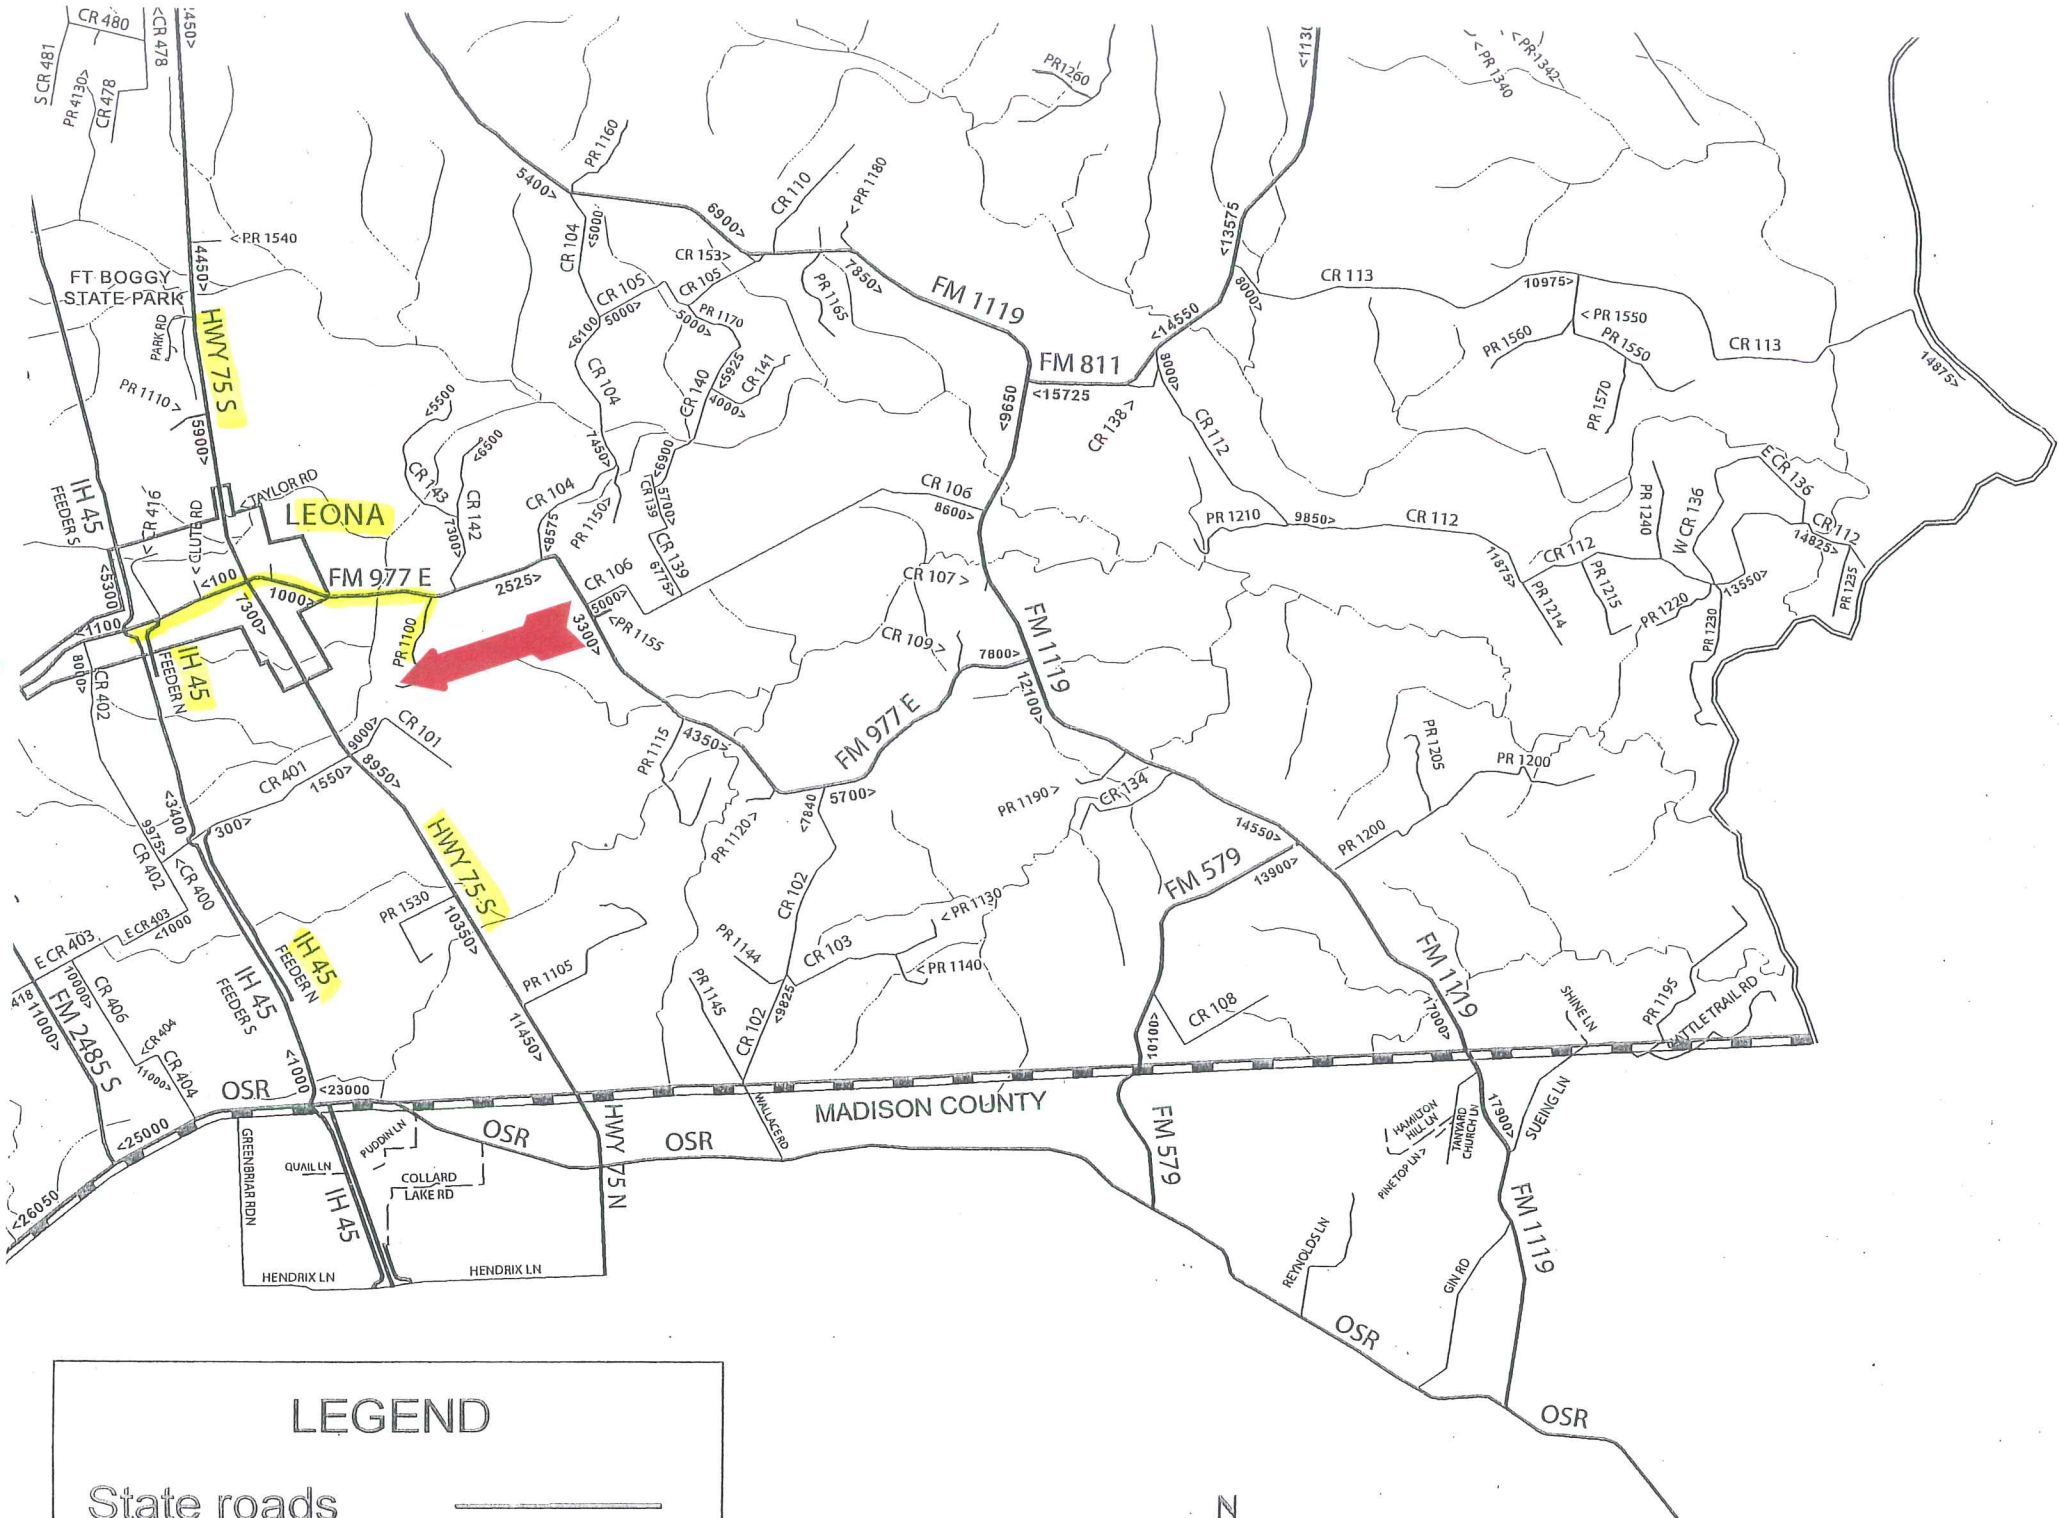 CR 480
<CR 478
:450>
S CR 481
PR 4130>
CR 478
<1130
<PR 1342
<PR 1340
PR1260
PR 1160
5400>
CR 110
<PR 1180
6900>
CR 104
<5000
<13575
<PR 1540
4450>
FT BOGGY
STATE PARK
CR 153>
CR 105
7850>
PR 1165
FM 1119
CR 113
10975>
8000>
CR 105
5000>
PR 1170
5000>
<6100
<14550
<PR 1550
PR 1560
PR 1550
CR 113
14875>
PARK RD
HWY 75 S
PR 1110>
5900>
CR 104
CR 140
<5925
CR 141
4000>
FM 811
<15725
<9650
8000>
CR 138>
CR 112
PR 1570
<5500
<6500
CR 143
CR 142
7300>
7450>
<6900
5700>
CR 139
IH 45
FEEDER S
<CR 416
CLUTE RD
<TAYLOR RD
LEONA
CR 104
<8575
PR 1150>
CR 106
8600>
PR 1210
9850>
CR 112
E CR 136
PR 1240
W CR 136
CR 112
14825>
CR 112
11875>
PR 1214
PR 1215
PR 1220
13550>
PR 1235
PR 1230
<5300
<100
FM 977 E
1000>
2525>
CR 106
5000>
CR 139
6775>
<PR 1155
CR 107>
<1100
7300>
PR 1100
3300>
CR 109>
7800>
FM 1119
12100>
8000>
CR 402
IH 45
FEEDER N
9000>
CR 101
PR 1115
4350>
FM 977 E
PR 1205
PR 1200
CR 401
1550>
8950>
<3400
300>
9975>
CR 402
<CR 400
HWY 75 S
PR 1120>
<7840
5700>
PR 1190>
CR 134
14550>
PR 1200
FM 579
13900>
CR 102
PR 1530
10350>
<PR 1130
E CR 403
E CR 403
<1000
IH 45
FEEDER N
PR 1144
CR 103
<PR 1140
PR 1105
PR 1145
<9825
CR 102
FM 1119
17000>
SHINE LN
PR 1195
CATTLE TRAIL RD
418
11000>
FM 2485 S
10000>
CR 406
<CR 404
11000>
CR 404
IH 45
FEEDER S
<1000
11450>
10100>
CR 108
OSR
<23000
<25000
<26050
GREENBRIAR RDN
QUAIL LN
PUDDIN LN
COLLARD
LAKE RD
IH 45
HENDRIX LN
HENDRIX LN
OSR
HWY 75 N
OSR
WALLACE RD
MADISON COUNTY
FM 579
HAMILTON
HILL LN
PINE TOP LN>
TANYARD
CHURCH LN
17900>
SUEING LN
FM 1119
REYNOLDS LN
GIN RD
OSR
OSR
LEGEND
State roads
N